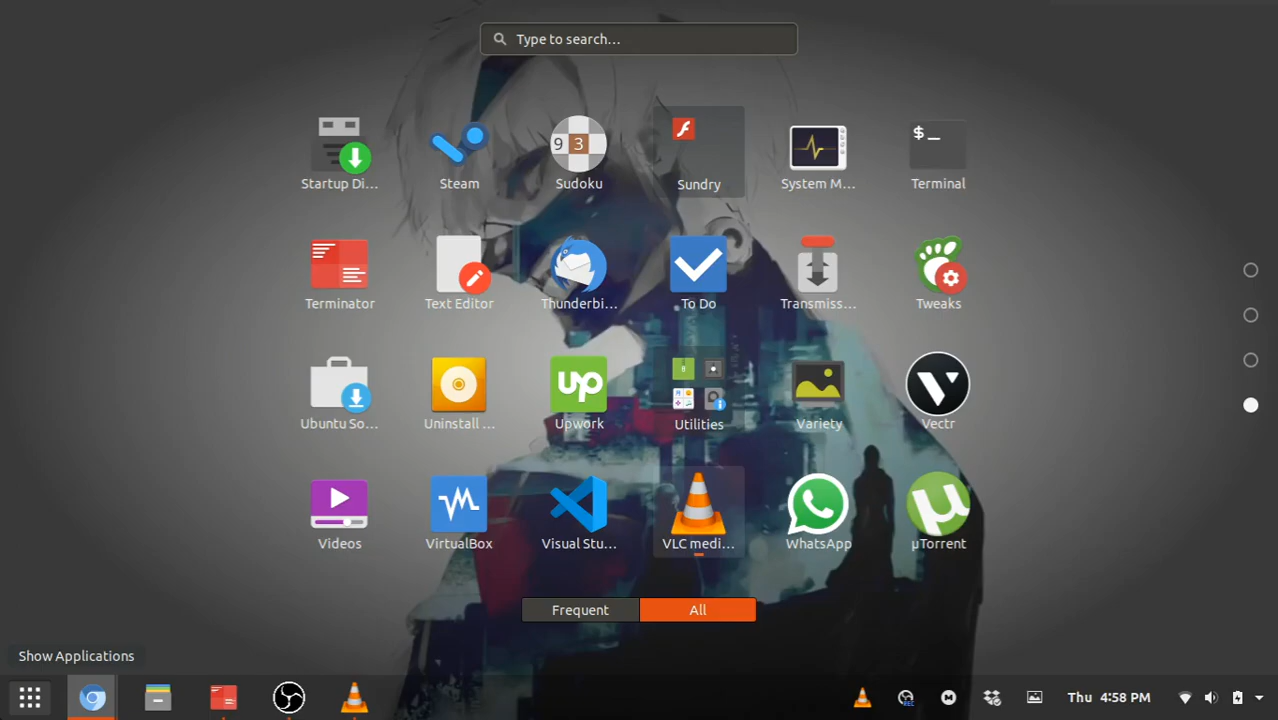 Type to search...
Startup Di...
Steam
9 3
Sudoku
Sundry
System M...
$_
Terminal
Terminator
Text Editor
Thunderbi...
To Do
Transmiss...
Tweaks
Ubuntu So...
Uninstall ...
up
Upwork
Utilities
Variety
Vectr
Videos
VirtualBox
Visual Stu...
VLC medi...
WhatsApp
µ
µTorrent
Frequent
All
Show Applications
REC
Thu 4:58 PM